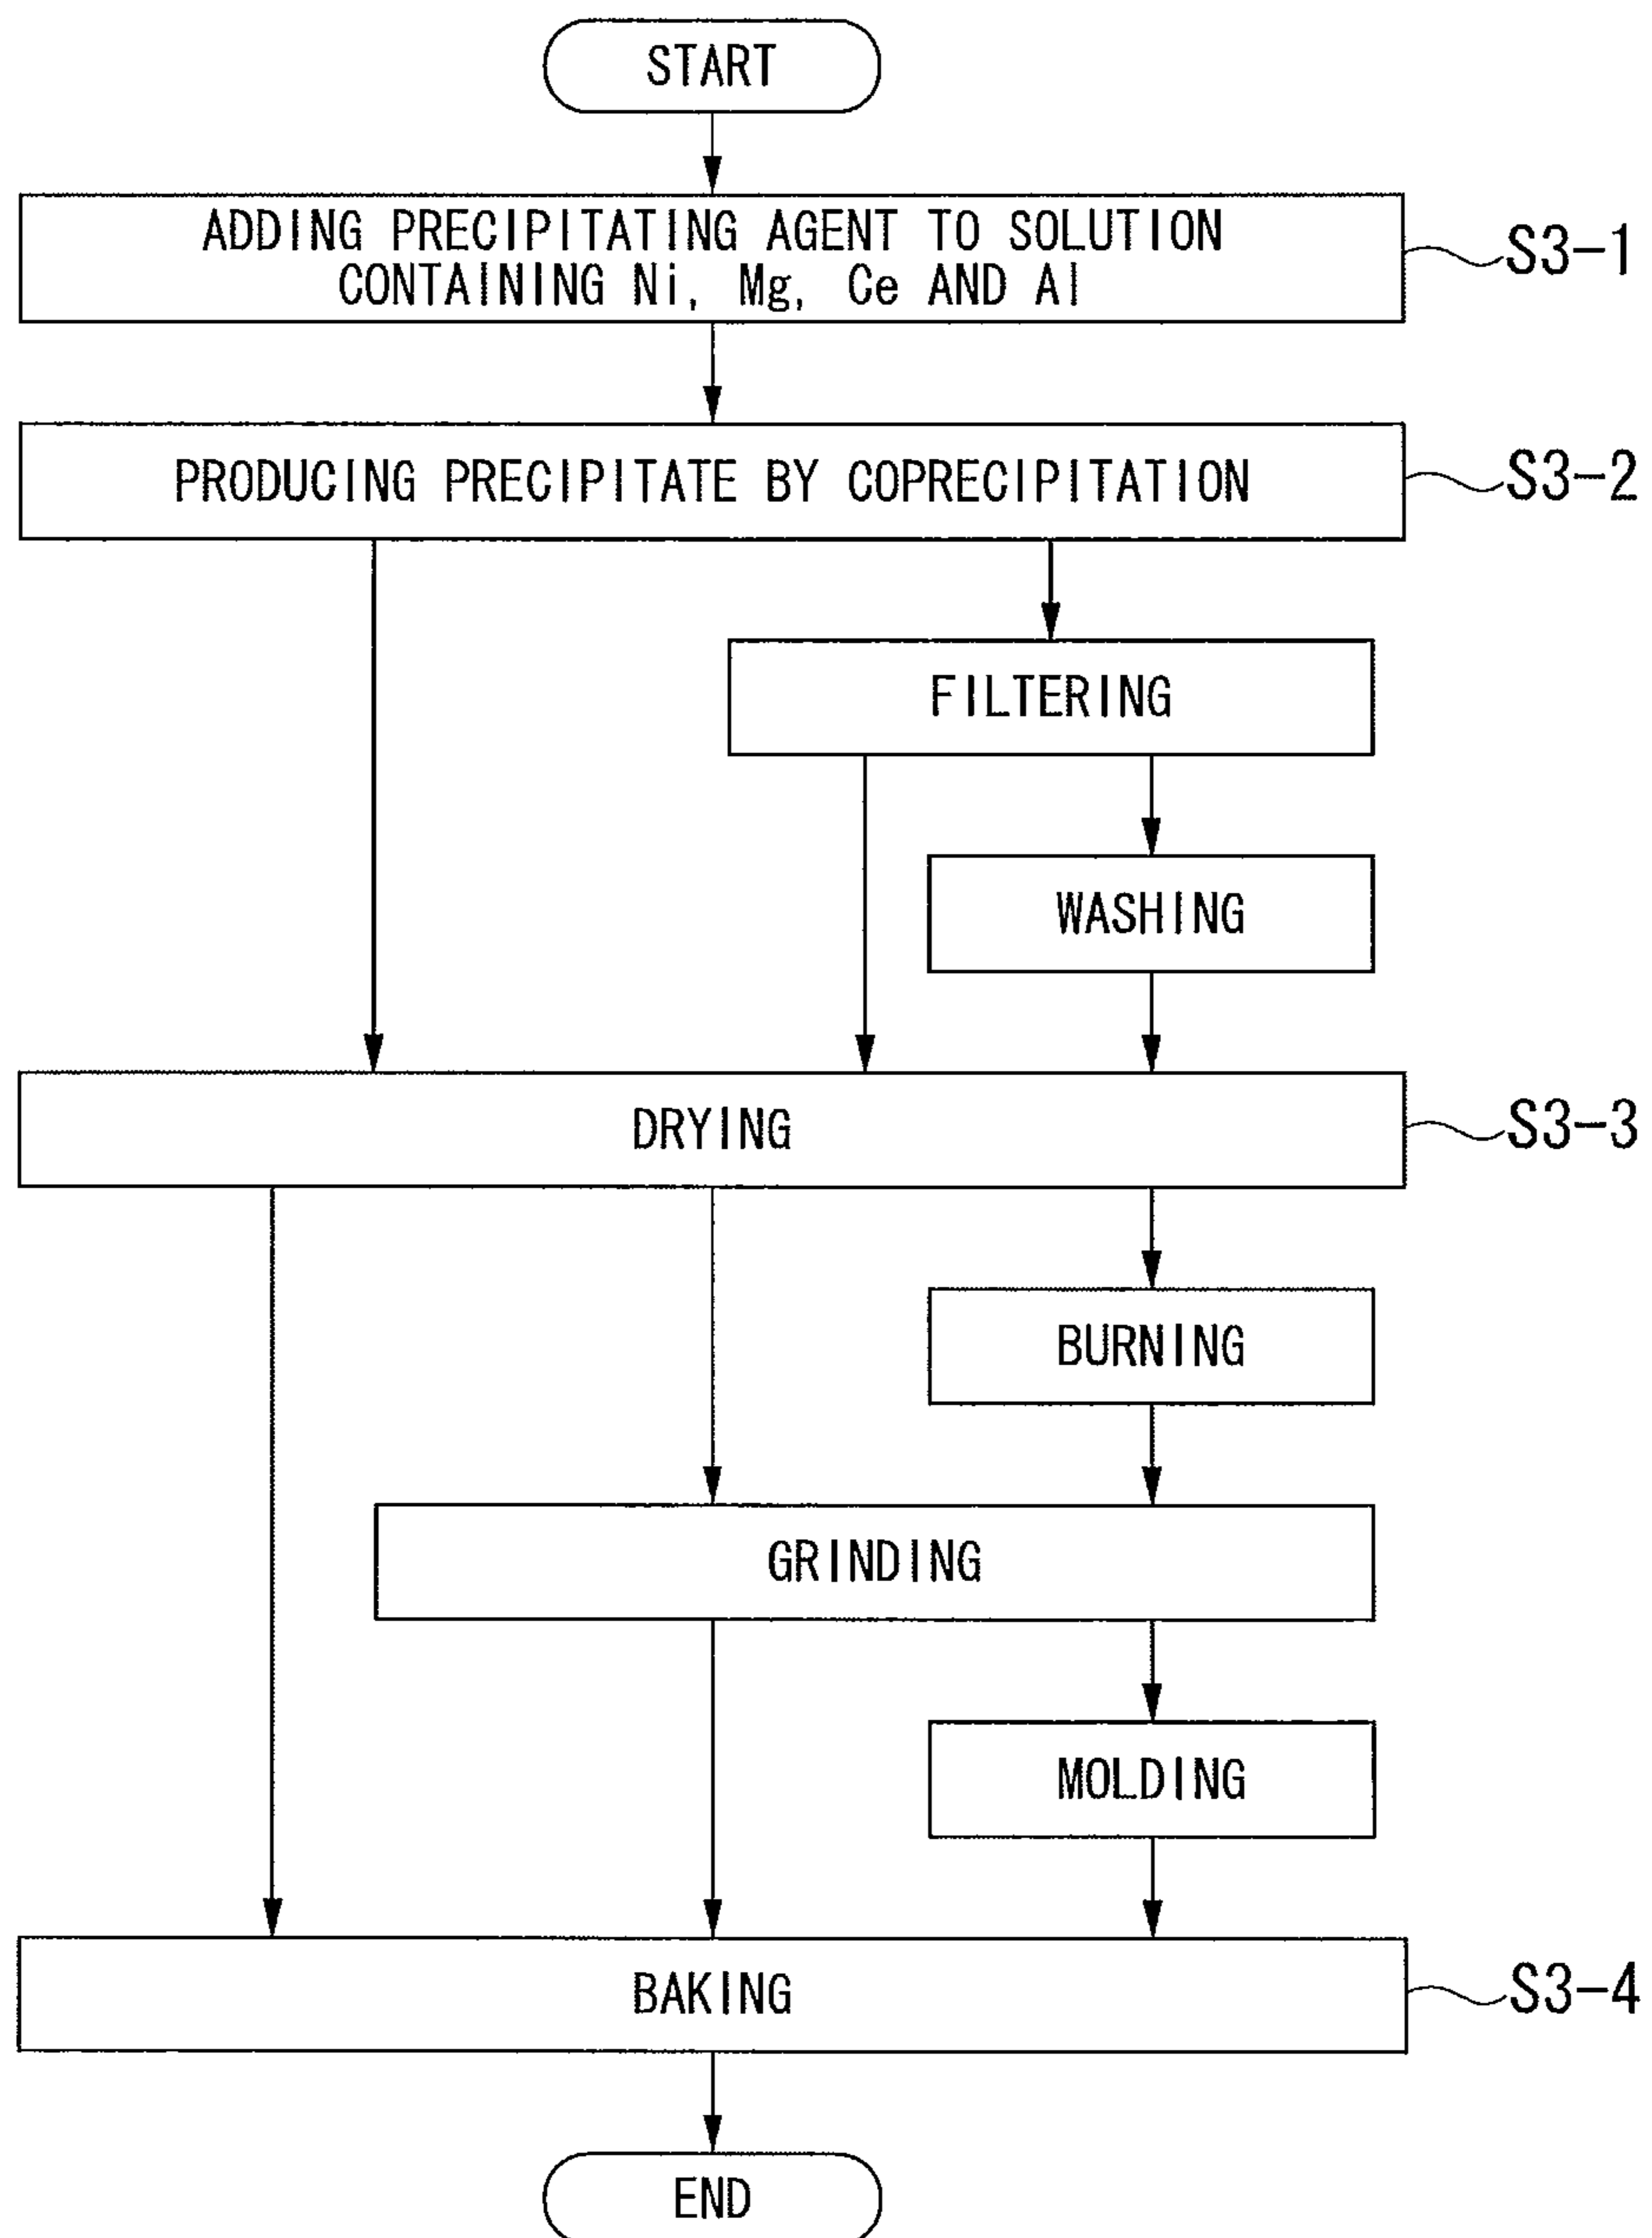 START
ADDING PRECIPITATING AGENT TO SOLUTION
CONTAINING Ni, Mg, Ce AND Al
S3-1
PRODUCING PRECIPITATE BY COPRECIPITATION
S3-2
FILTERING
WASHING
DRYING
S3-3
BURNING
GRINDING
MOLDING
BAKING
S3-4
END